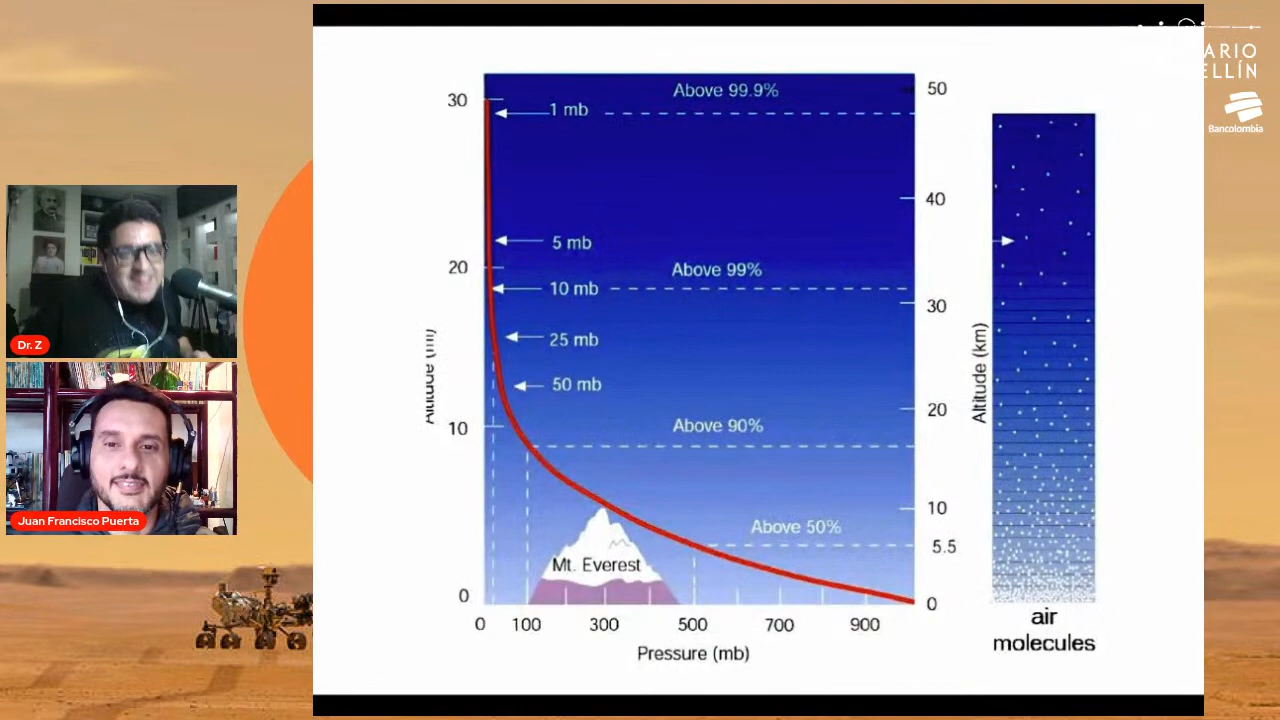 ARIO
ELLÍN
Bancolombia
Dr. Z
Juan Francisco Puerta
30
20
10
0
Above 99.9%
1 mb
5 mb
Above 99%
10 mb
25 mb
50 mb
Above 90%
Above 50%
Mt. Everest
50
40
30
20
10
5.5
0
Altitude (km)
0 100 300 500 700 900
Pressure (mb)
air
molecules